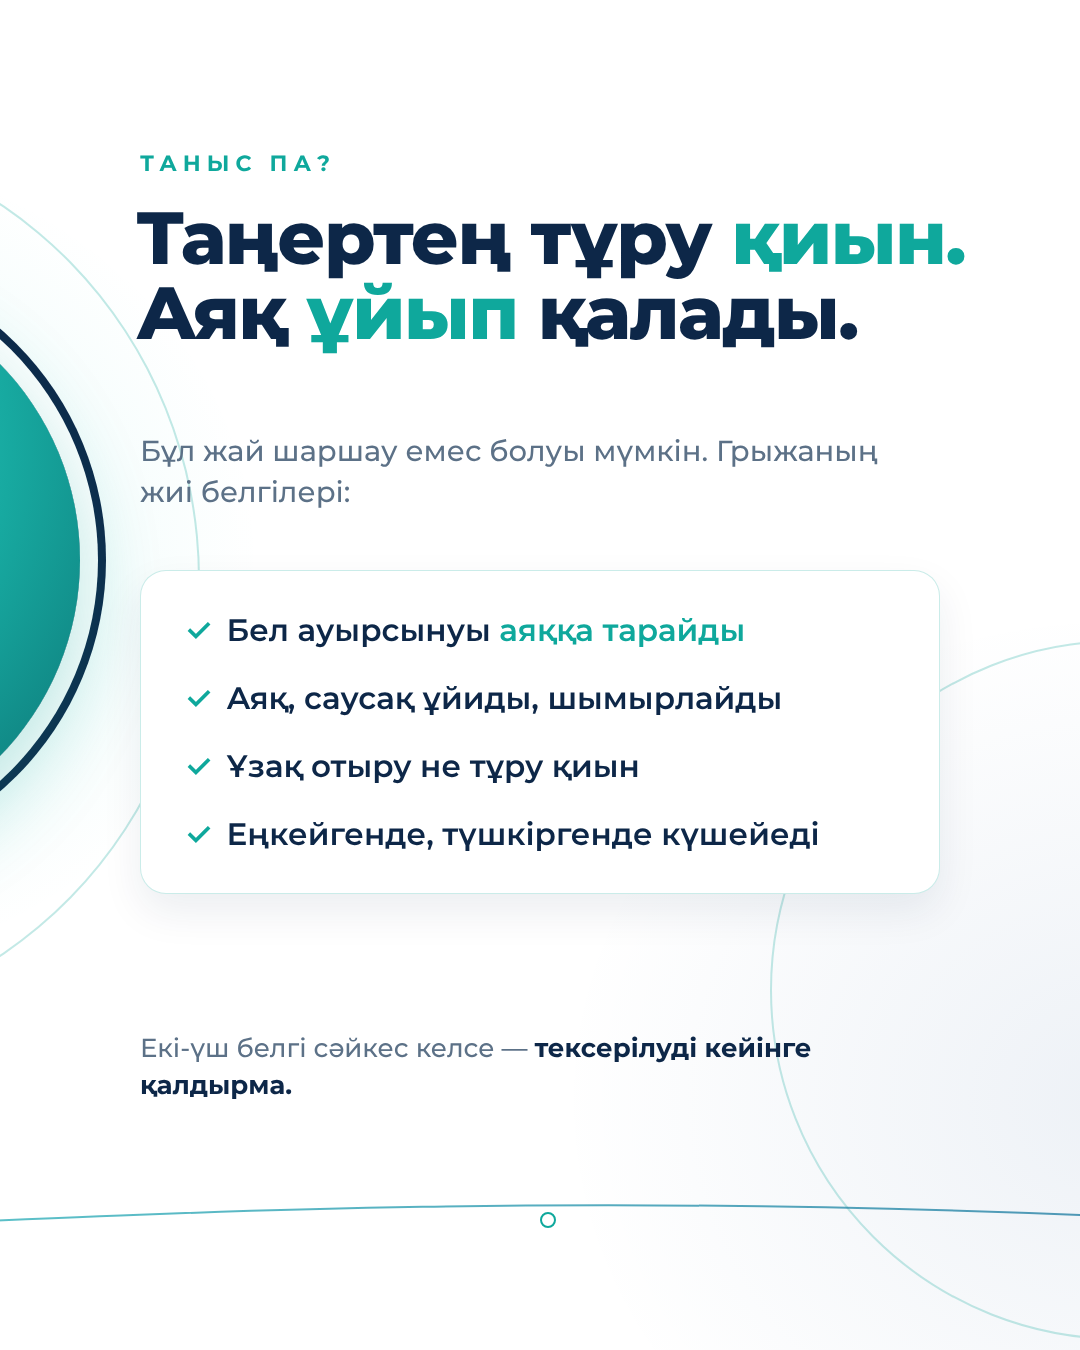 ТАНЫС ПА?
Таңертең тұру қиын.
Аяқ ұйып қалады.
Бұл жай шаршау емес болуы мүмкін. Грыжаның
жиі белгілері:
Бел ауырсынуы аяққа тарайды
Аяқ, саусақ ұйиды, шымырлайды
Ұзақ отыру не тұру қиын
Еңкейгенде, түшкіргенде күшейеді
Екі-үш белгі сәйкес келсе — тексерілуді кейінге
қалдырма.